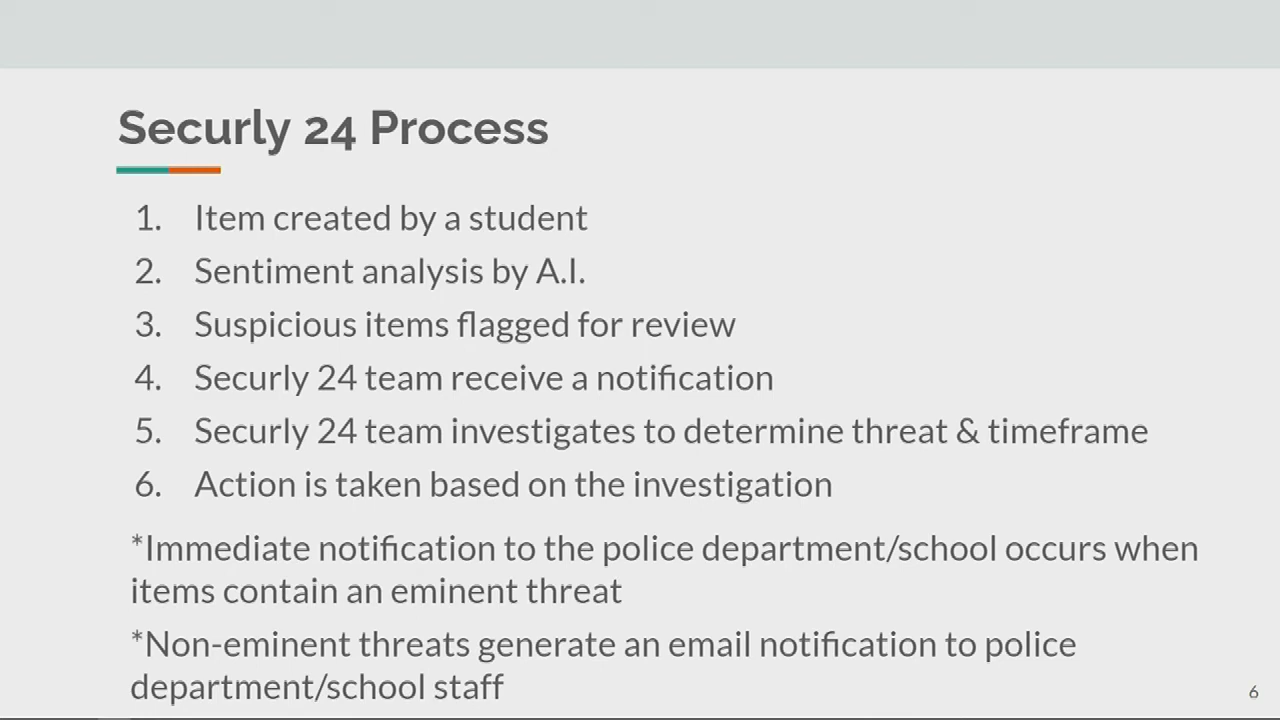 Securly 24 Process
1. Item created by a student
2. Sentiment analysis by A.I.
3. Suspicious items flagged for review
4. Securly 24 team receive a notification
5. Securly 24 team investigates to determine threat & timeframe
6. Action is taken based on the investigation
*Immediate notification to the police department/school occurs when
items contain an eminent threat
*Non-eminent threats generate an email notification to police
department/school staff
6